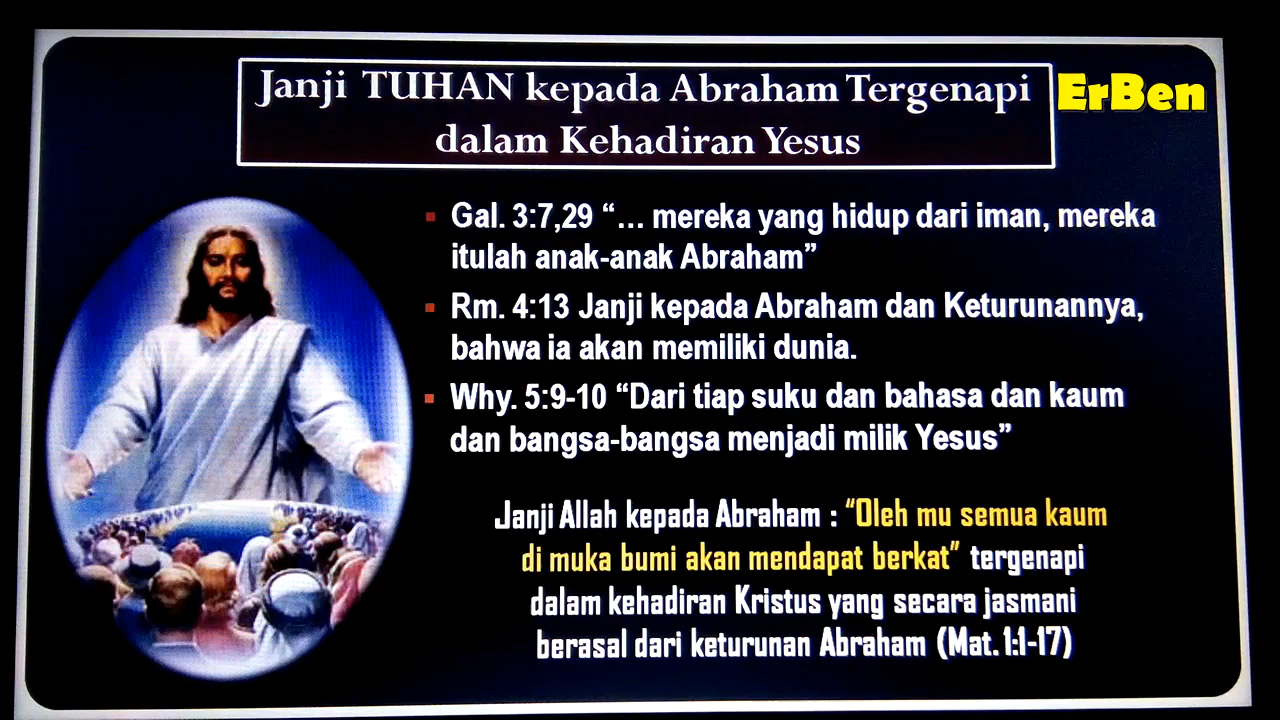 Janji TUHAN kepada Abraham Tergenapi
dalam Kehadiran Yesus
ErBen
Gal. 3:7,29 “... mereka yang hidup dari iman, mereka
itulah anak-anak Abraham”
Rm. 4:13 Janji kepada Abraham dan Keturunannya,
bahwa ia akan memiliki dunia.
Why. 5:9-10 “Dari tiap suku dan bahasa dan kaum
dan bangsa-bangsa menjadi milik Yesus”
Janji Allah kepada Abraham : “Oleh mu semua kaum
di muka bumi akan mendapat berkat” tergenapi
dalam kehadiran Kristus yang secara jasmani
berasal dari keturunan Abraham (Mat. 1:1-17)